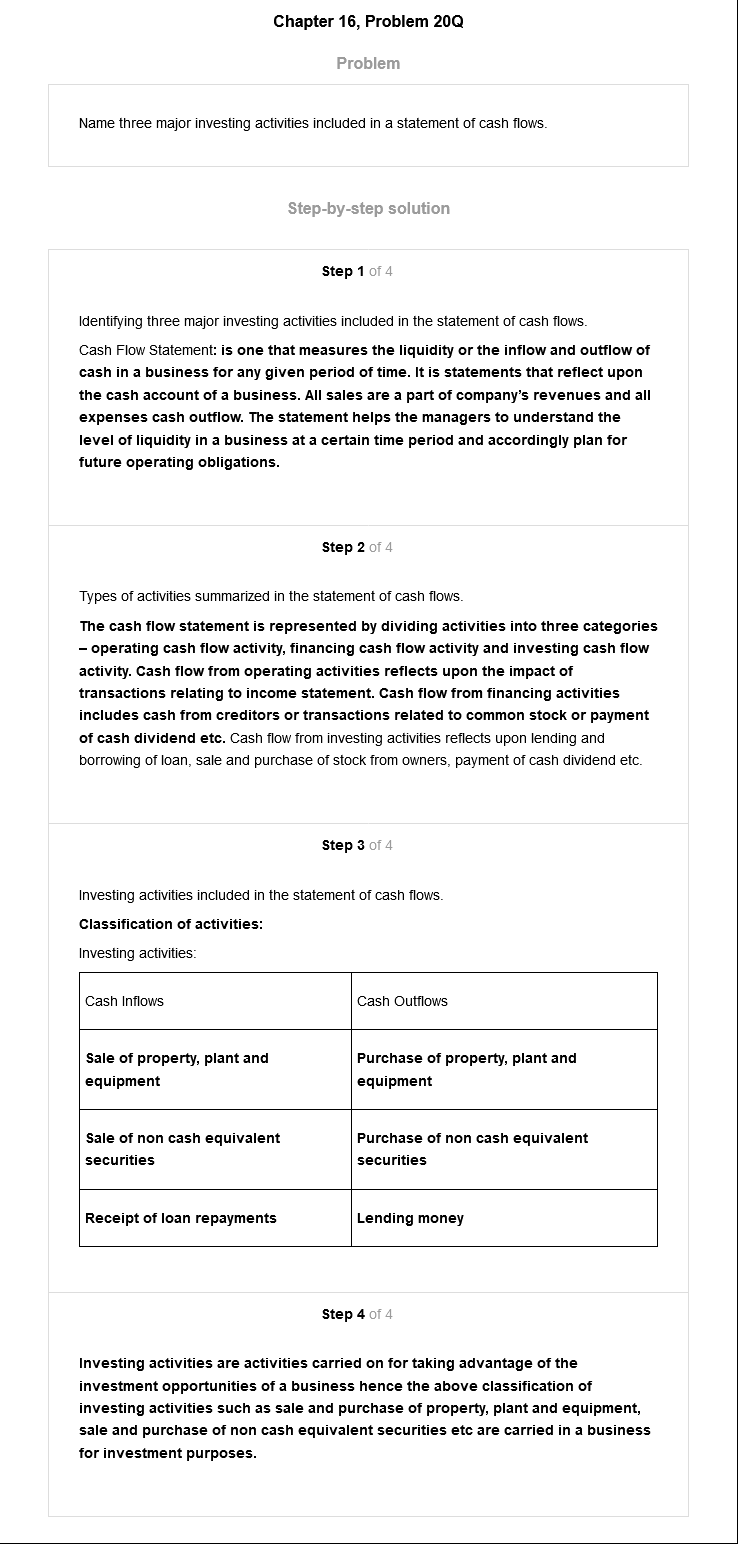 Chapter 16, Problem 20Q
Problem
Name three major investing activities included in a statement of cash flows.
Step-by-step solution
Step 1 of 4
Identifying three major investing activities included in the statement of cash flows.
Cash Flow Statement: is one that measures the liquidity or the inflow and outflow of
cash in a business for any given period of time. It is statements that reflect upon
the cash account of a business. All sales are a part of company’s revenues and all
expenses cash outflow. The statement helps the managers to understand the
level of liquidity in a business at a certain time period and accordingly plan for
future operating obligations.
Step 2 of 4
Types of activities summarized in the statement of cash flows.
The cash flow statement is represented by dividing activities into three categories
– operating cash flow activity, financing cash flow activity and investing cash flow
activity. Cash flow from operating activities reflects upon the impact of
transactions relating to income statement. Cash flow from financing activities
includes cash from creditors or transactions related to common stock or payment
of cash dividend etc. Cash flow from investing activities reflects upon lending and
borrowing of loan, sale and purchase of stock from owners, payment of cash dividend etc.
Step 3 of 4
Investing activities included in the statement of cash flows.
Classification of activities:
Investing activities:
Cash Inflows
Cash Outflows
Sale of property, plant and
equipment
Purchase of property, plant and
equipment
Sale of non cash equivalent
securities
Purchase of non cash equivalent
securities
Receipt of loan repayments
Lending money
Step 4 of 4
Investing activities are activities carried on for taking advantage of the
investment opportunities of a business hence the above classification of
investing activities such as sale and purchase of property, plant and equipment,
sale and purchase of non cash equivalent securities etc are carried in a business
for investment purposes.